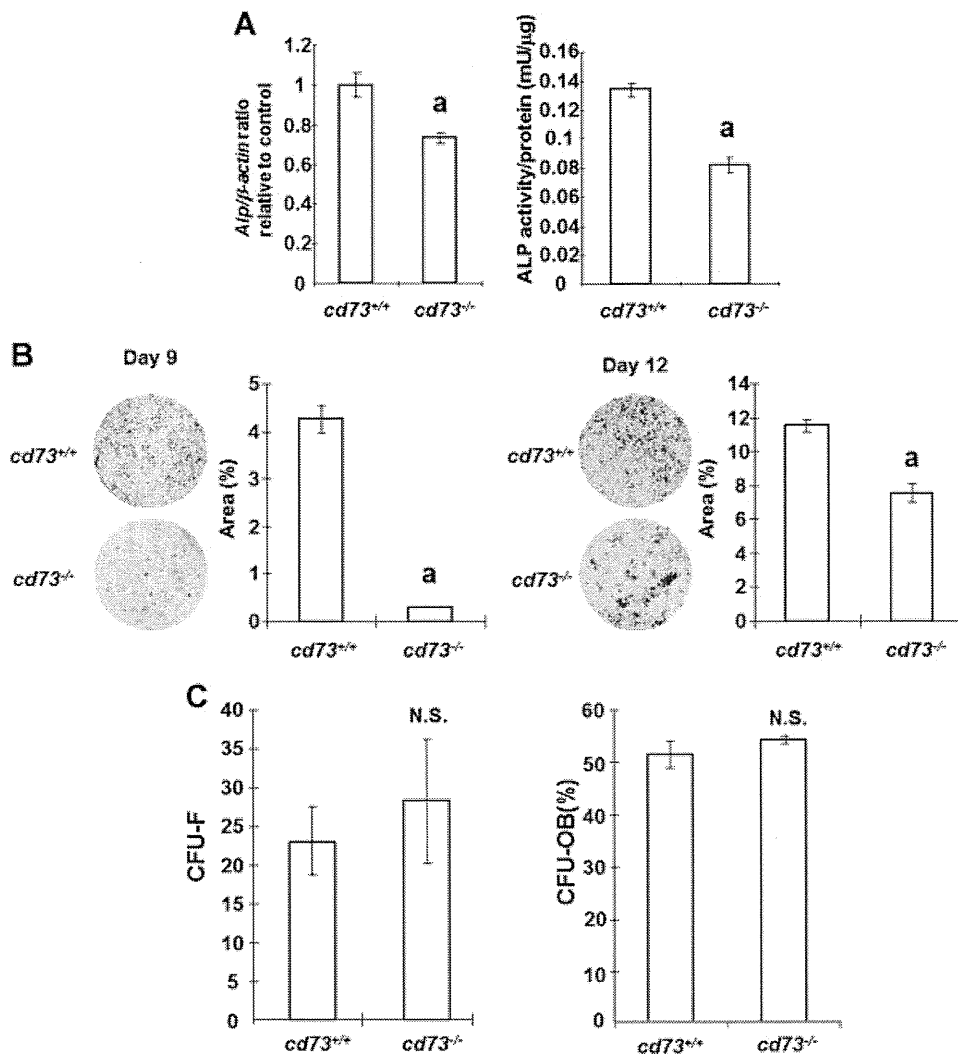 A
Alp/β-actin ratio
relative to control
1.2
1
0.8
0.6
0.4
0.2
0
a
cd73+/+
cd73-/-
ALP activity/protein (mU/µg)
0.16
0.14
0.12
0.1
0.08
0.06
0.04
0.02
0
a
cd73+/+
cd73-/-
B
Day 9
cd73+/+
cd73-/-
Area (%)
5
4
3
2
1
0
a
cd73+/+
cd73-/-
Day 12
cd73+/+
cd73-/-
Area (%)
14
12
10
8
6
4
2
0
a
cd73+/+
cd73-/-
C
CFU-F
40
35
30
25
20
15
10
5
0
N.S.
cd73+/+
cd73-/-
CFU-OB(%)
60
50
40
30
20
10
0
N.S.
cd73+/+
cd73-/-